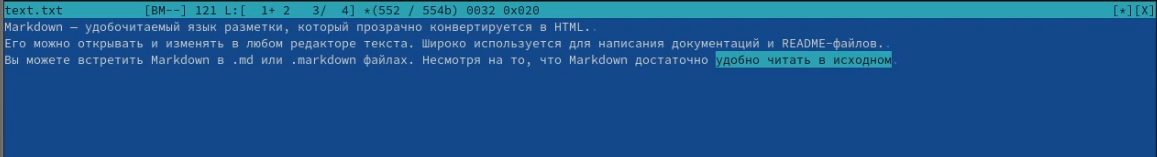 text.txt [BM--] 121 L:[ 1+ 2 3/ 4] *(552 / 554b) 0032 0x020 [*][X]
Markdown — удобочитаемый язык разметки, который прозрачно конвертируется в HTML..
Его можно открывать и изменять в любом редакторе текста. Широко используется для написания документаций и README-файлов..
Вы можете встретить Markdown в .md или .markdown файлах. Несмотря на то, что Markdown достаточно удобно читать в исходном.